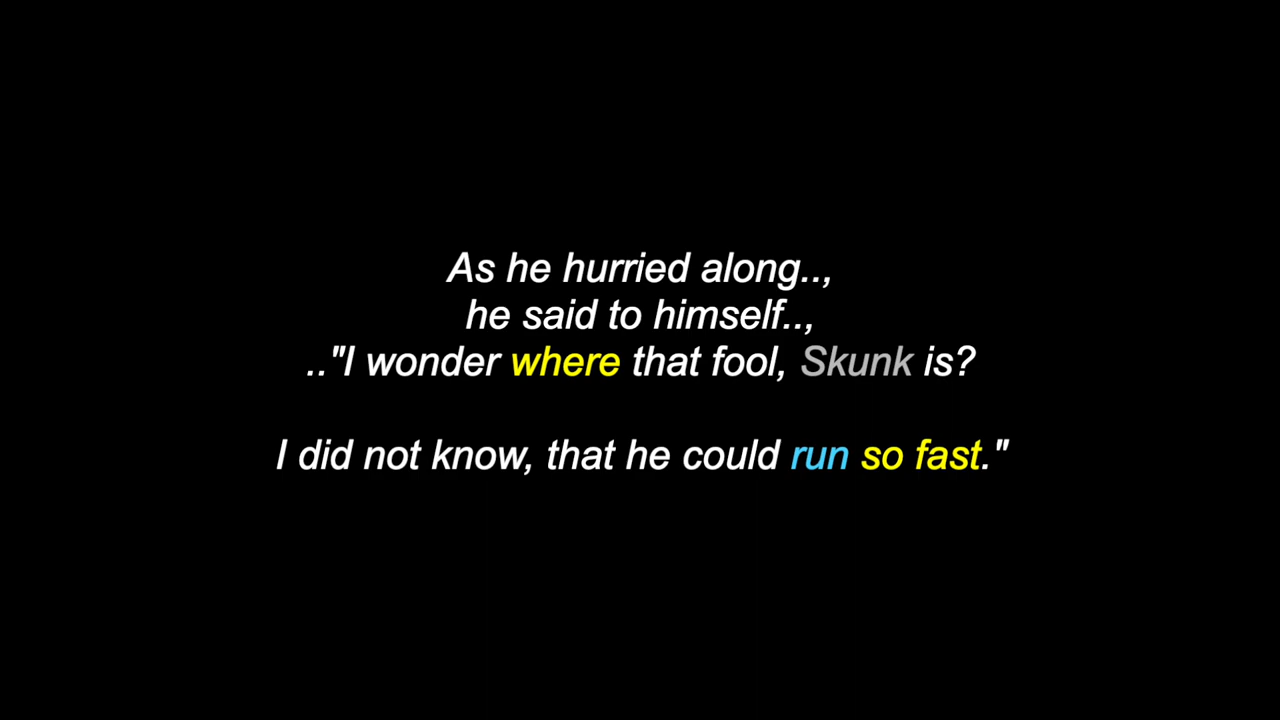 As he hurried along..,
he said to himself..,
.."I wonder where that fool, Skunk is?
I did not know, that he could run so fast."